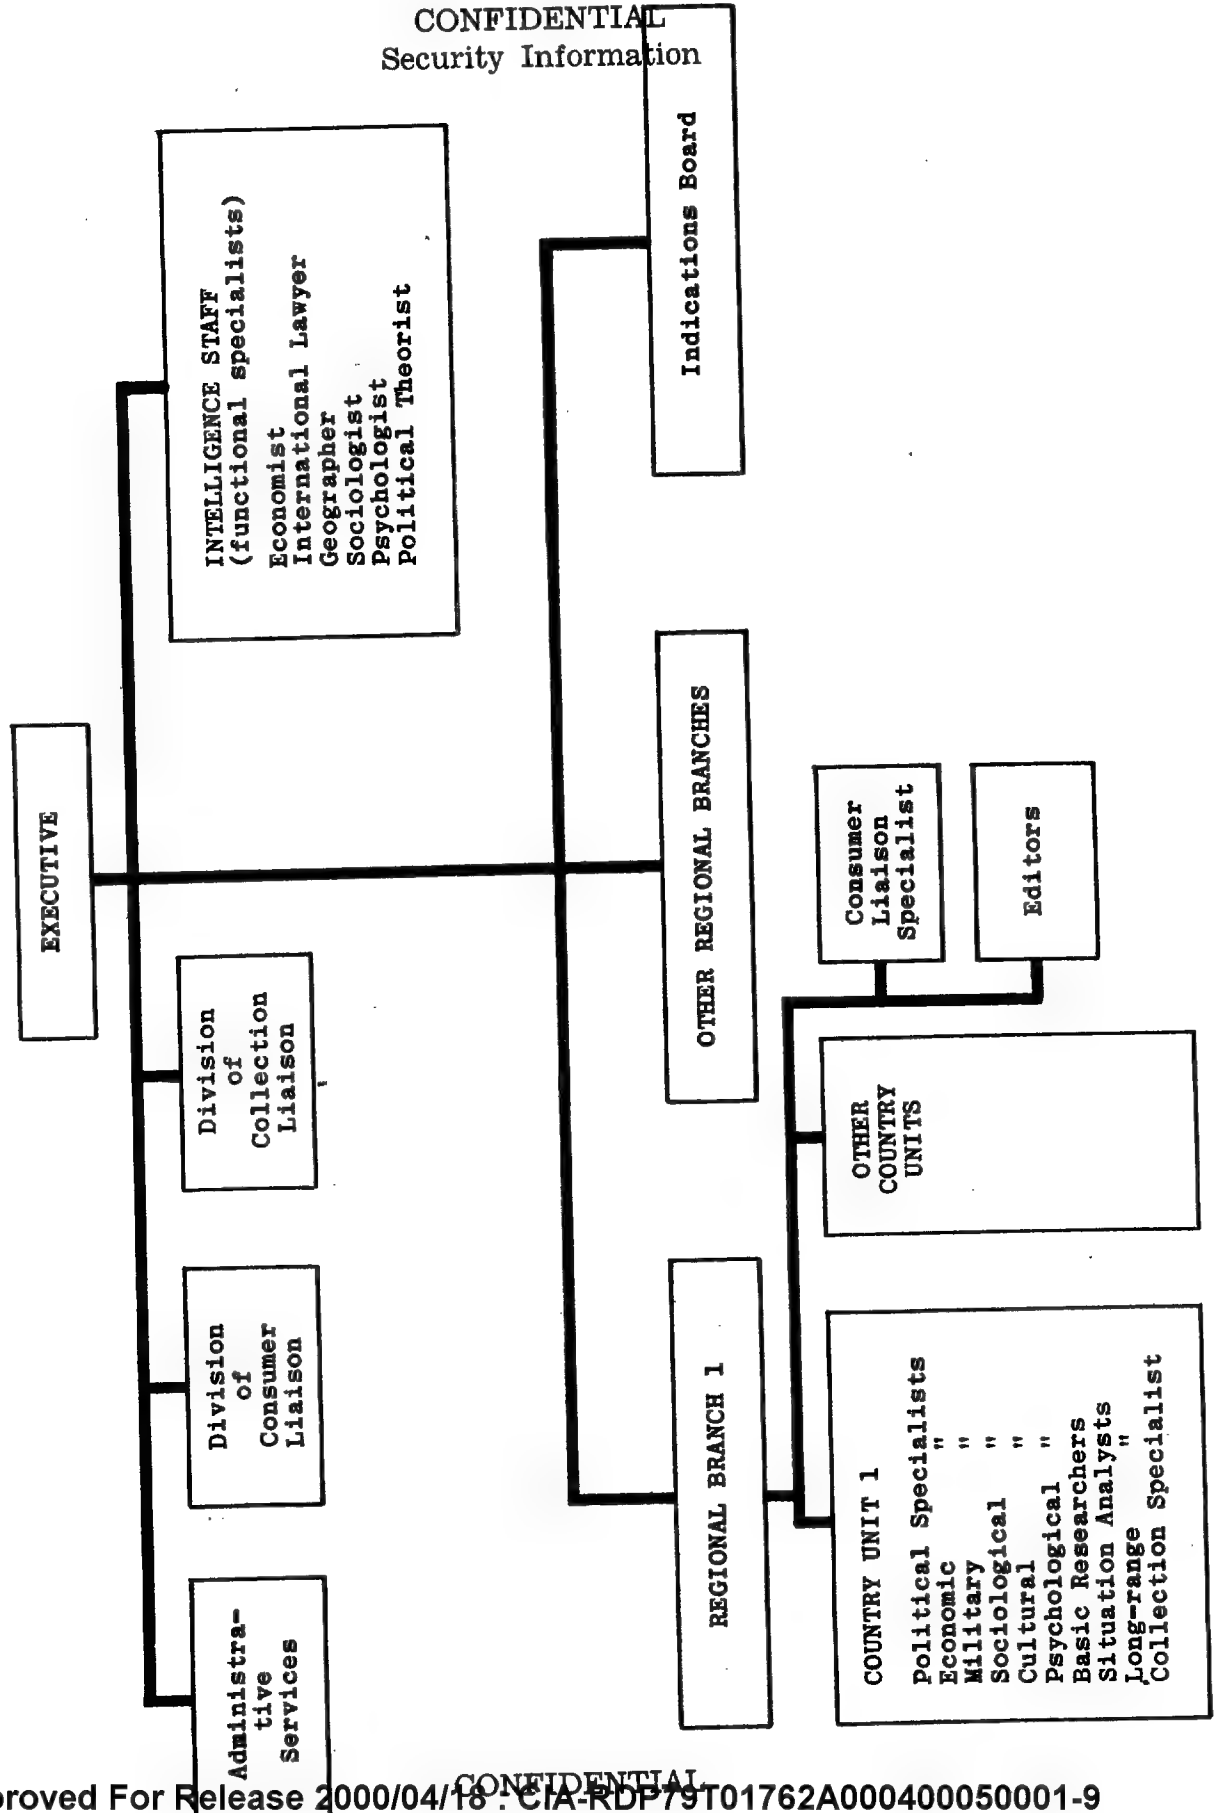 CONFIDENTIAL
Security Information
EXECUTIVE
Administra-
tive
Services
Division
of
Consumer
Liaison
Division
of
Collection
Liaison
INTELLIGENCE STAFF
(functional specialists)
Economist
International Lawyer
Geographer
Sociologist
Psychologist
Political Theorist
REGIONAL BRANCH 1
OTHER REGIONAL BRANCHES
Indications Board
COUNTRY UNIT 1
Political Specialists
Economic "
Military "
Sociological "
Cultural "
Psychological "
Basic Researchers
Situation Analysts
Long-range "
Collection Specialist
OTHER
COUNTRY
UNITS
Consumer
Liaison
Specialist
Editors
CONFIDENTIAL
proved For Release 2000/04/18 : CIA-RDP79T01762A000400050001-9